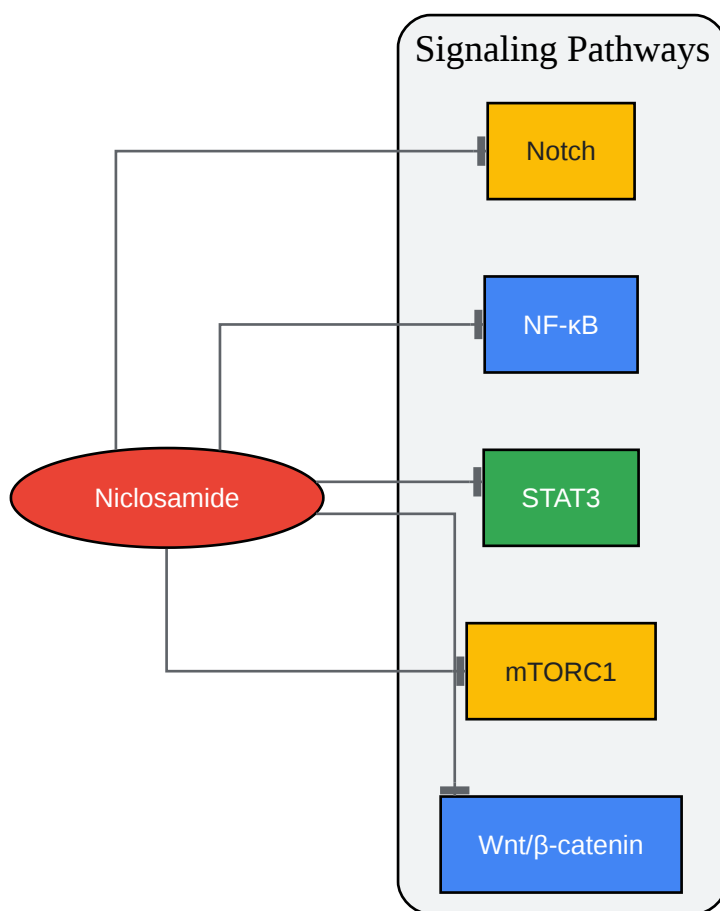 Signaling Pathways
Notch
NF-κB
Niclosamide
STAT3
mTORC1
Wnt/β-catenin